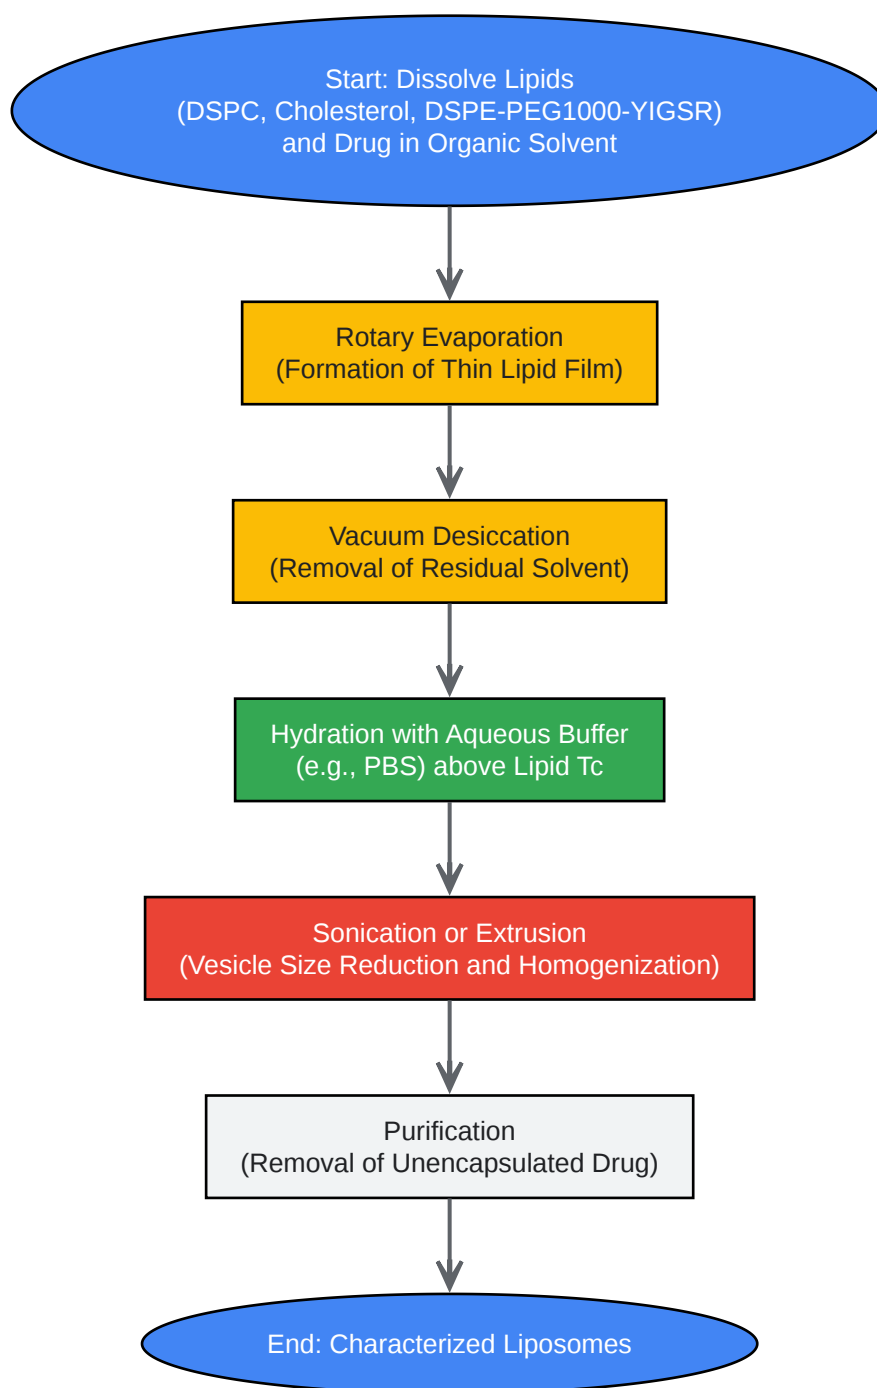 Start: Dissolve Lipids
(DSPC, Cholesterol, DSPE-PEG1000-YIGSR)
and Drug in Organic Solvent
Rotary Evaporation
(Formation of Thin Lipid Film)
Vacuum Desiccation
(Removal of Residual Solvent)
Hydration with Aqueous Buffer
(e.g., PBS) above Lipid Tc
Sonication or Extrusion
(Vesicle Size Reduction and Homogenization)
Purification
(Removal of Unencapsulated Drug)
End: Characterized Liposomes